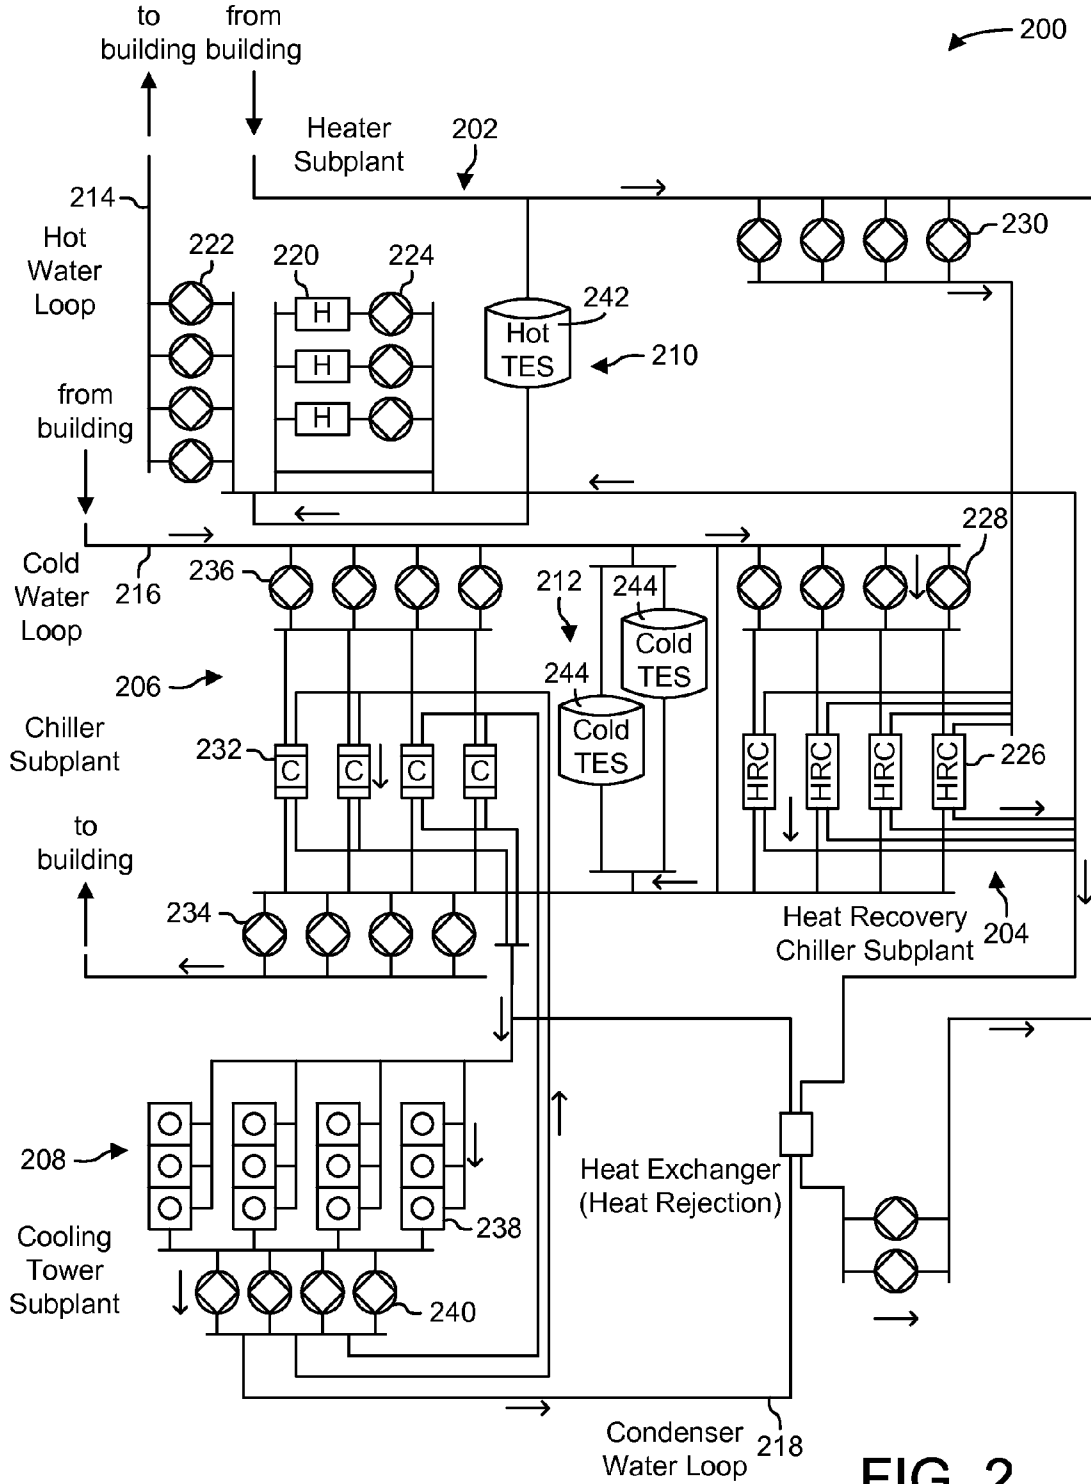 to
building
from
building
200
Heater
Subplant
202
214
Hot
Water
Loop
222
220
224
230
H
H
H
Hot
TES
242
210
from
building
228
Cold
Water
Loop
216
236
212
244
Cold
TES
244
Cold
TES
206
Chiller
Subplant
232
C
C
C
C
HRC
HRC
HRC
HRC
226
to
building
234
Heat Recovery
Chiller Subplant
204
208
Heat Exchanger
(Heat Rejection)
238
Cooling
Tower
Subplant
240
Condenser
Water Loop
218
FIG. 2